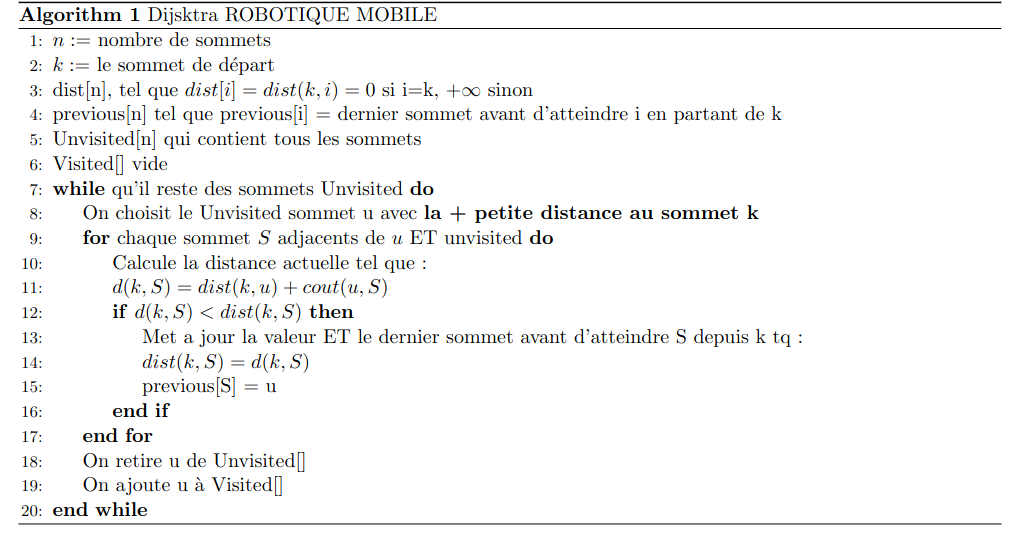 Algorithm 1 Dijsktra ROBOTIQUE MOBILE
1: n := nombre de sommets
2: k := le sommet de départ
3: dist[n], tel que dist[i] = dist(k, i) = 0 si i=k, +∞ sinon
4: previous[n] tel que previous[i] = dernier sommet avant d'atteindre i en partant de k
5: Unvisited[n] qui contient tous les sommets
6: Visited[] vide
7: while qu'il reste des sommets Unvisited do
8: On choisit le Unvisited sommet u avec la + petite distance au sommet k
9: for chaque sommet S adjacents de u ET unvisited do
10: Calcule la distance actuelle tel que :
11: d(k, S) = dist(k, u) + cout(u, S)
12: if d(k, S) < dist(k, S) then
13: Met a jour la valeur ET le dernier sommet avant d'atteindre S depuis k tq :
14: dist(k, S) = d(k, S)
15: previous[S] = u
16: end if
17: end for
18: On retire u de Unvisited[]
19: On ajoute u à Visited[]
20: end while